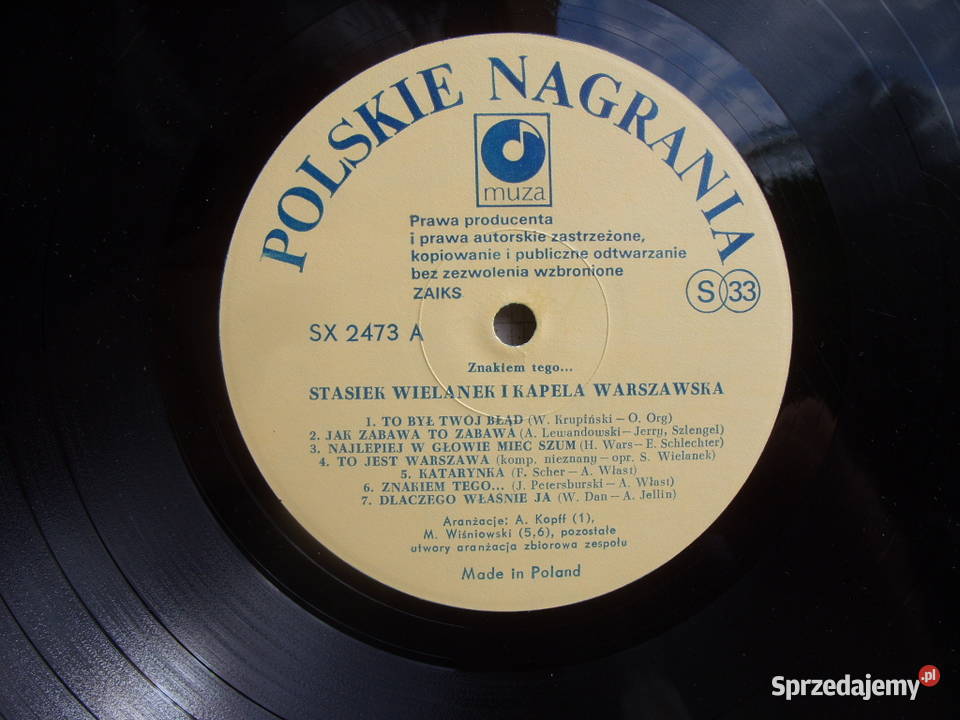 POLSKIE NAGRANIA
muza
Prawa producenta
i prawa autorskie zastrzeżone,
kopiowanie i publiczne odtwarzanie
bez zezwolenia wzbronione
ZAIKS
S 33
SX 2473 A
Znakiem tego...
STASIEK WIELANEK I KAPELA WARSZAWSKA
1. TO BYŁ TWÓJ BŁĄD (W. Krupiński – O. Org)
2. JAK ZABAWA TO ZABAWA (A. Lewandowski – Jerry, Szlengel)
3. NAJLEPIEJ W GŁOWIE MIEĆ SZUM (H. Wars – E. Schlechter)
4. TO JEST WARSZAWA (komp. nieznany – opr. S. Wielanek)
5. KATARYNKA (F. Scher – A. Włast)
6. ZNAKIEM TEGO... (J. Petersburski – A. Włast)
7. DLACZEGO WŁAŚNIE JA (W. Dan – A. Jellin)
Aranżacje: A. Kopff (1),
M. Wiśniowski (5,6), pozostałe
utwory aranżacja zbiorowa zespołu
Made in Poland
Sprzedajemy.pl